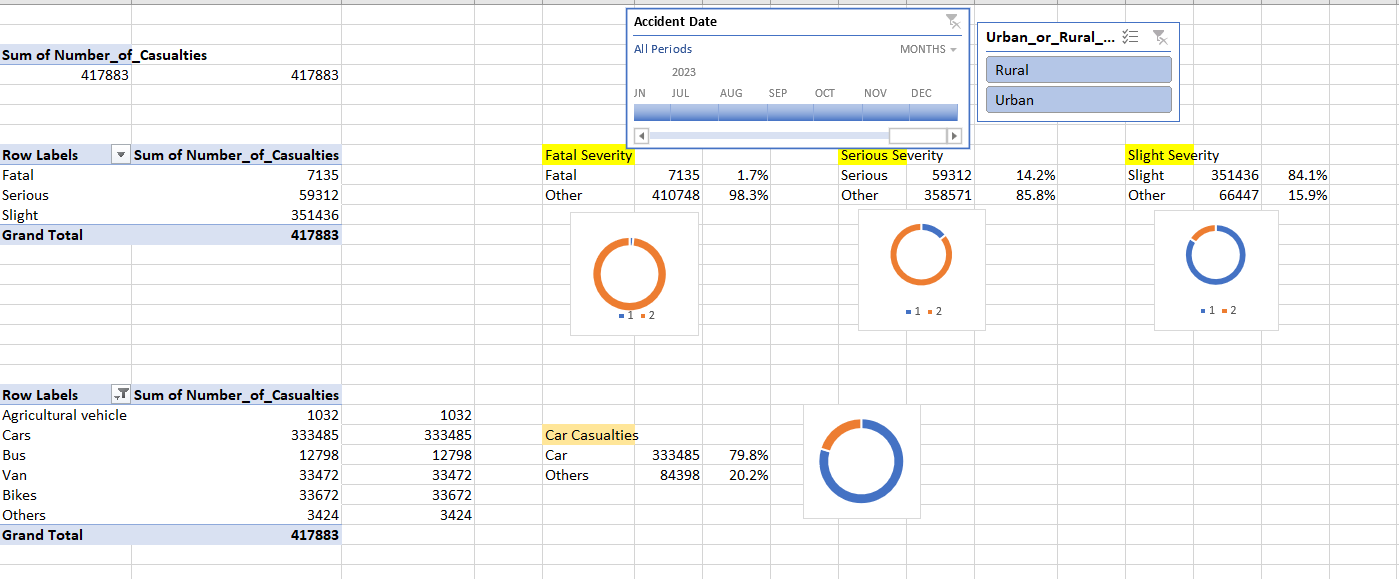 Accident Date
All Periods MONTHS
2023
JUL AUG SEP OCT NOV DEC
Urban_or_Rural_...
Rural
Urban
Sum of Number_of_Casualties
417883 417883
Row Labels Sum of Number_of_Casualties
Fatal 7135
Serious 59312
Slight 351436
Grand Total 417883
Fatal Severity
Fatal 7135 1.7%
Other 410748 98.3%
1 2
Serious Severity
Serious 59312 14.2%
Other 358571 85.8%
1 2
Slight Severity
Slight 351436 84.1%
Other 66447 15.9%
1 2
Row Labels Sum of Number_of_Casualties
Agricultural vehicle 1032 1032
Cars 333485 333485
Bus 12798 12798
Van 33472 33472
Bikes 33672 33672
Others 3424 3424
Grand Total 417883
Car Casualties
Car 333485 79.8%
Others 84398 20.2%